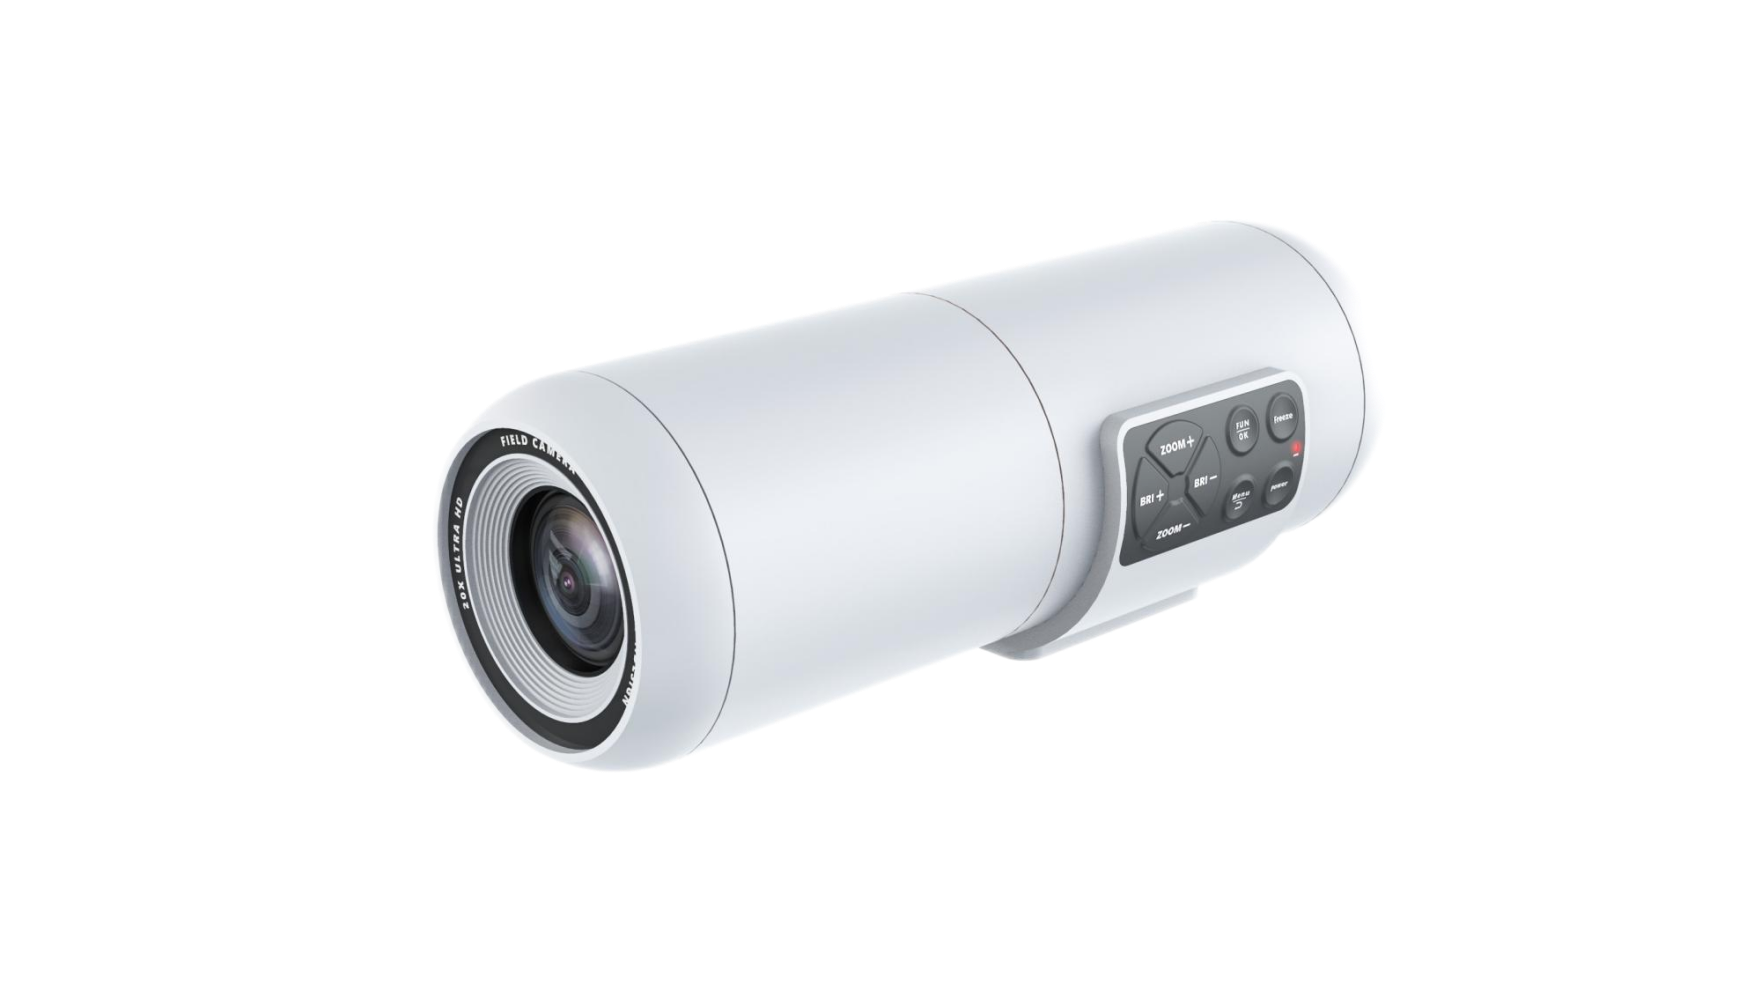 FIELD CAMERA
20X ULTRA HD
ZOOM+
BRI+
BRI-
ZOOM-
FUN
OK
Freeze
Menu
power